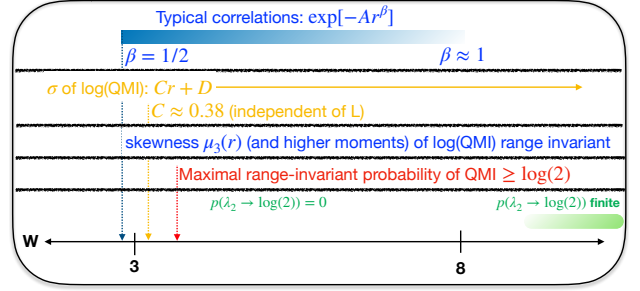 Typical correlations: exp[−Ar^β]
β = 1/2 β ≈ 1
σ of log(QMI): Cr + D
C ≈ 0.38 (independent of L)
skewness μ₃(r) (and higher moments) of log(QMI) range invariant
Maximal range-invariant probability of QMI ≥ log(2)
p(λ₂ → log(2)) = 0 p(λ₂ → log(2)) finite
W
3 8